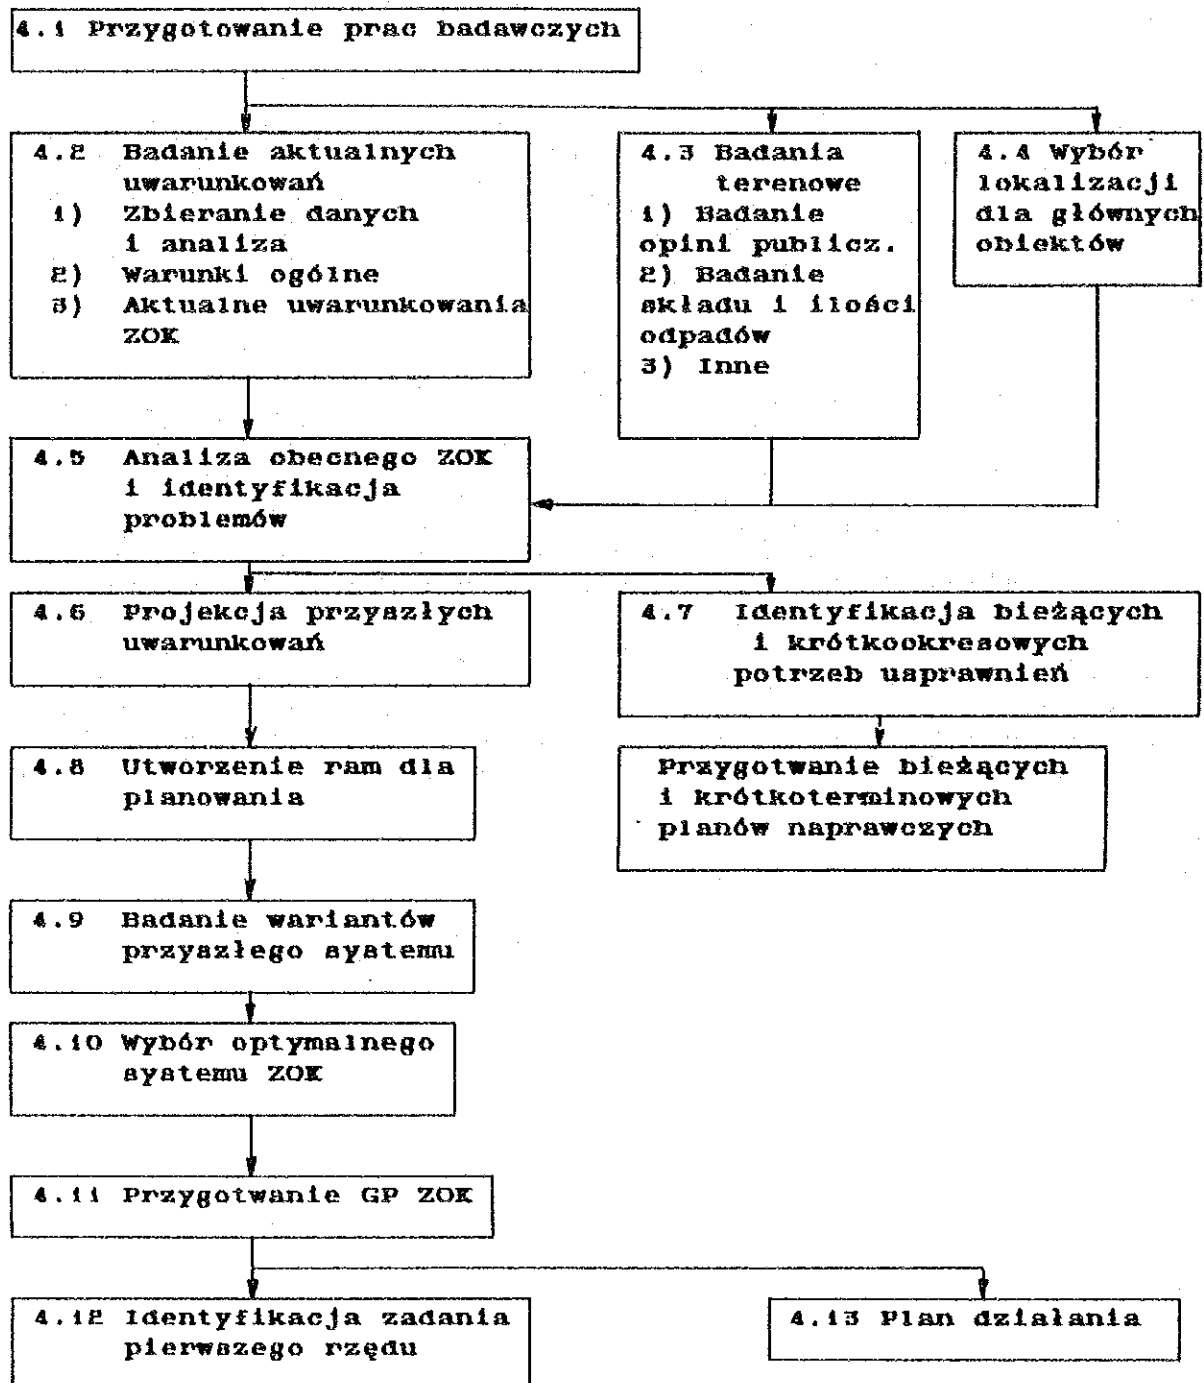 4.1 Przygotowanie prac badawczych
4.2 Badanie aktualnych
uwarunkowań
1) Zbieranie danych
i analiza
2) Warunki ogólne
3) Aktualne uwarunkowania
ZOK
4.3 Badania
terenowe
1) Badanie
opini publicz.
2) Badanie
składu i ilości
odpadów
3) Inne
4.4 Wybór
lokalizacji
dla głównych
obiektów
4.5 Analiza obecnego ZOK
i identyfikacja
problemów
4.6 Projekcja przyszłych
uwarunkowań
4.7 Identyfikacja bieżących
i krótkookresowych
potrzeb usprawnień
4.8 Utworzenie ram dla
planowania
Przygotwanie bieżących
i krótkoterminowych
planów naprawczych
4.9 Badanie wariantów
przyszłego systemu
4.10 Wybór optymalnego
systemu ZOK
4.11 Przygotwanie GP ZOK
4.12 Identyfikacja zadania
pierwszego rzędu
4.13 Plan działania